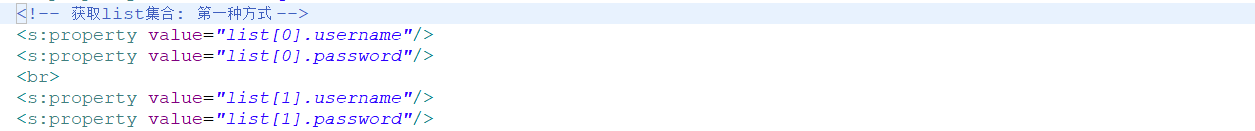 <!-- 获取list集合: 第一种方式 -->
<s:property value="list[0].username"/>
<s:property value="list[0].password"/>
<br>
<s:property value="list[1].username"/>
<s:property value="list[1].password"/>